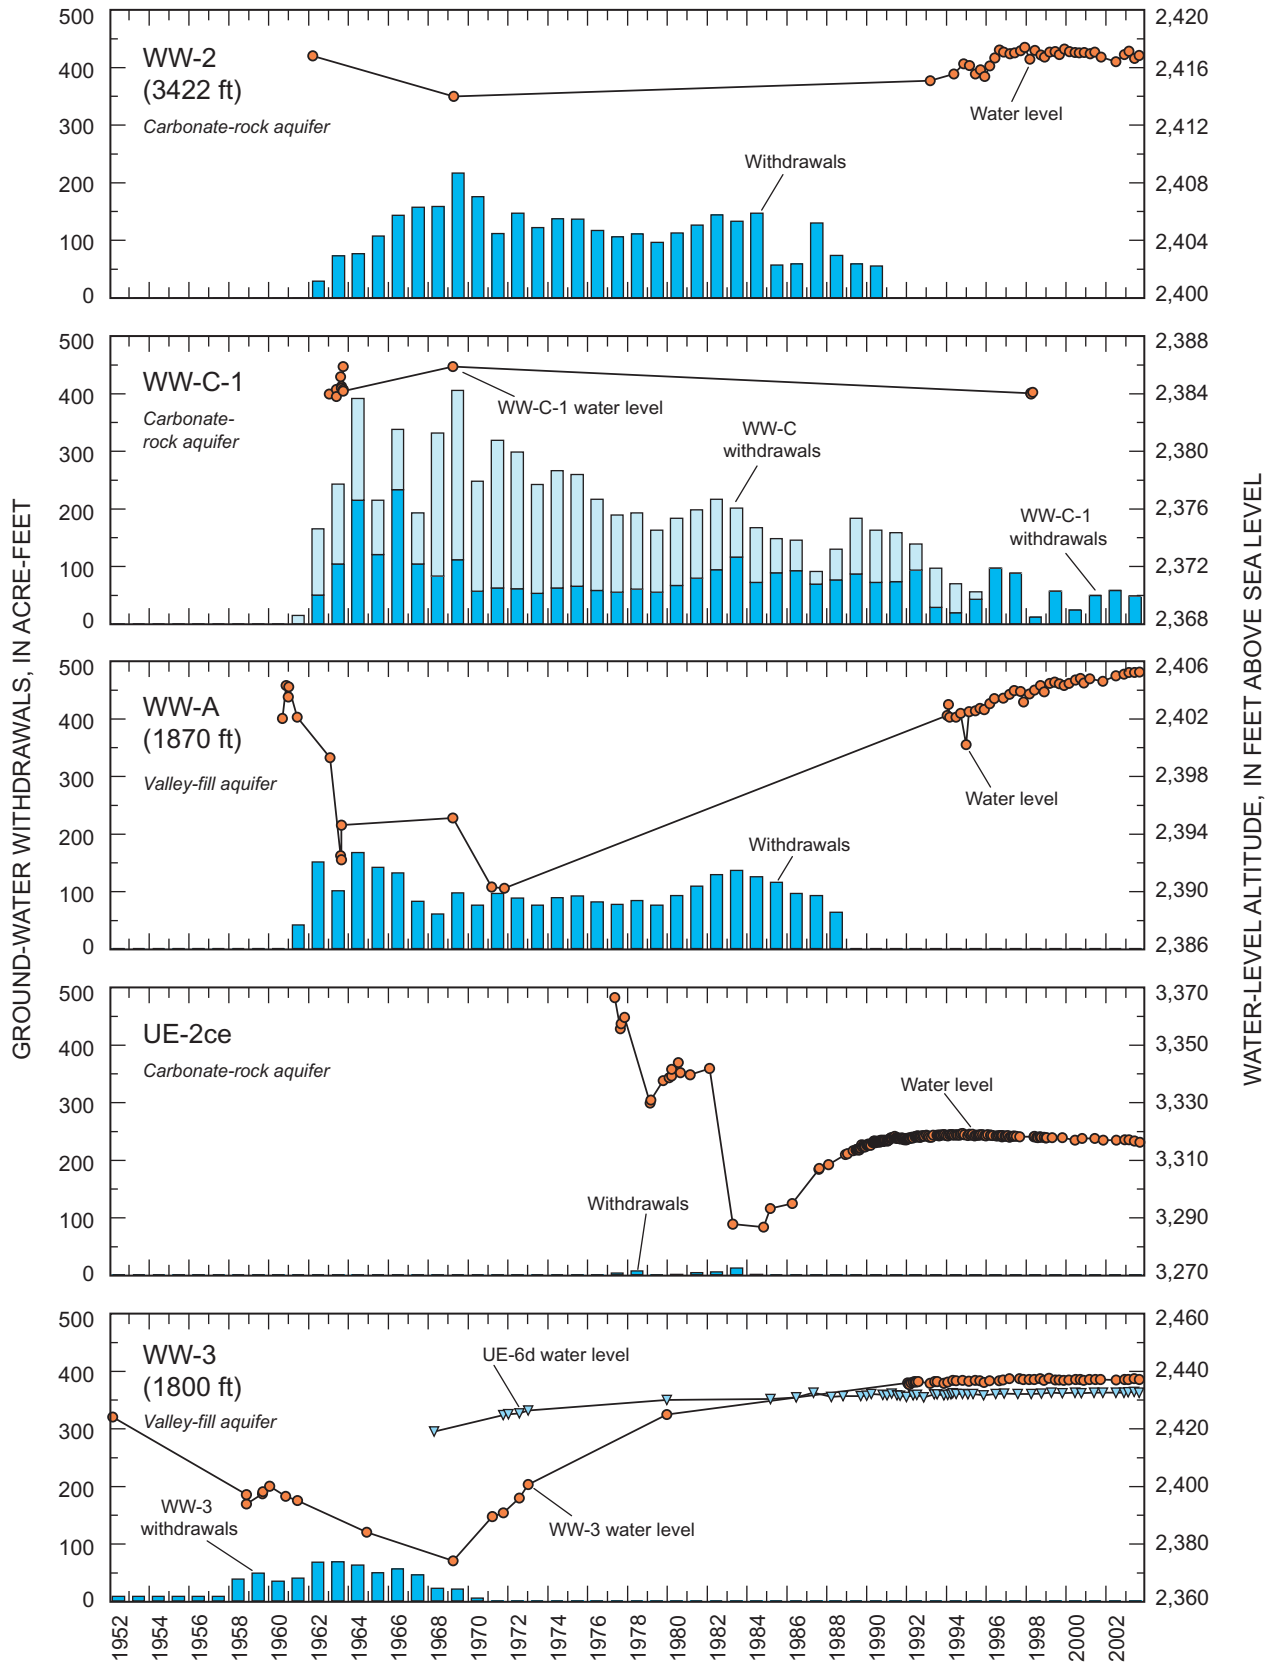 GROUND-WATER WITHDRAWALS, IN ACRE-FEET
WATER-LEVEL ALTITUDE, IN FEET ABOVE SEA LEVEL
500
400
300
200
100
0
WW-2
(3422 ft)
Carbonate-rock aquifer
Withdrawals
Water level
2,420
2,416
2,412
2,408
2,404
2,400
500
400
300
200
100
0
WW-C-1
Carbonate-
rock aquifer
WW-C-1 water level
WW-C
withdrawals
WW-C-1
withdrawals
2,388
2,384
2,380
2,376
2,372
2,368
500
400
300
200
100
0
WW-A
(1870 ft)
Valley-fill aquifer
Withdrawals
Water level
2,406
2,402
2,398
2,394
2,390
2,386
500
400
300
200
100
0
UE-2ce
Carbonate-rock aquifer
Withdrawals
Water level
3,370
3,350
3,330
3,310
3,290
3,270
500
400
300
200
100
0
WW-3
(1800 ft)
Valley-fill aquifer
UE-6d water level
WW-3
withdrawals
WW-3 water level
2,460
2,440
2,420
2,400
2,380
2,360
1952
1954
1956
1958
1960
1962
1964
1966
1968
1970
1972
1974
1976
1978
1980
1982
1984
1986
1988
1990
1992
1994
1996
1998
2000
2002